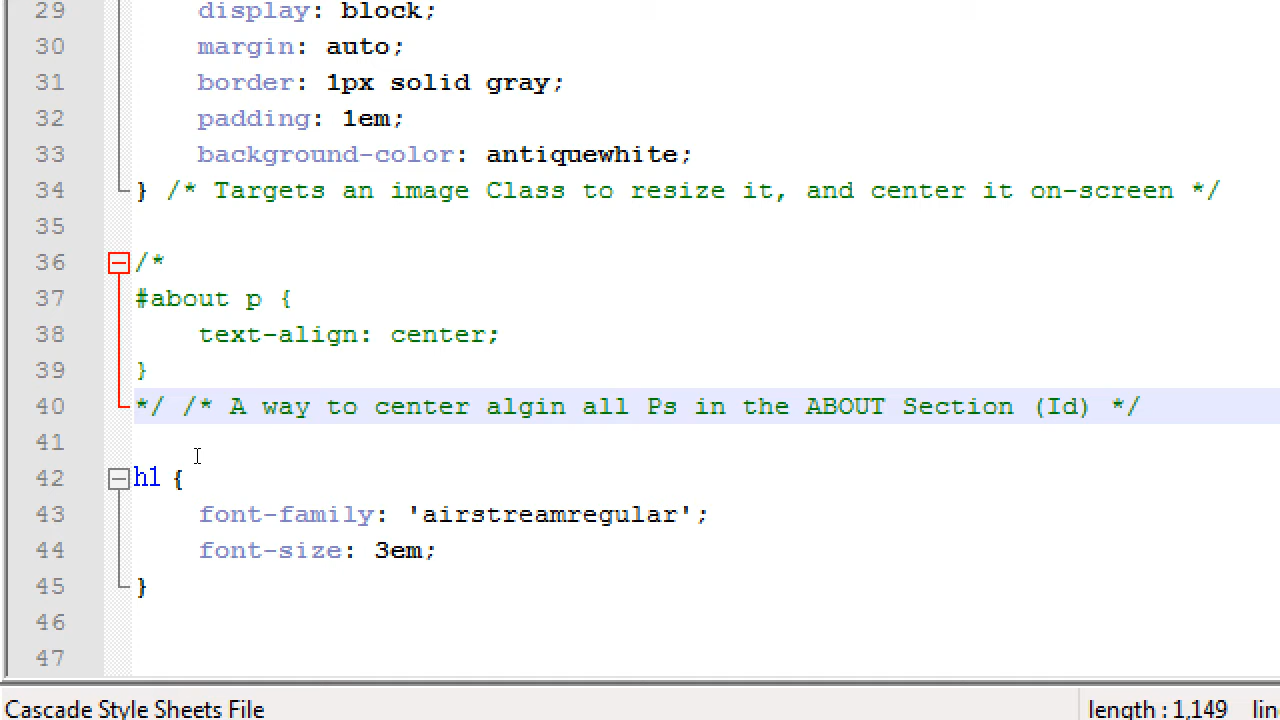 29 display: block;
30 margin: auto;
31 border: 1px solid gray;
32 padding: 1em;
33 background-color: antiquewhite;
34 } /* Targets an image Class to resize it, and center it on-screen */
35
36 /*
37 #about p {
38 text-align: center;
39 }
40 */ /* A way to center algin all Ps in the ABOUT Section (Id) */
41
42 h1 {
43 font-family: 'airstreamregular';
44 font-size: 3em;
45 }
46
47
Cascade Style Sheets File length : 1,149 lin